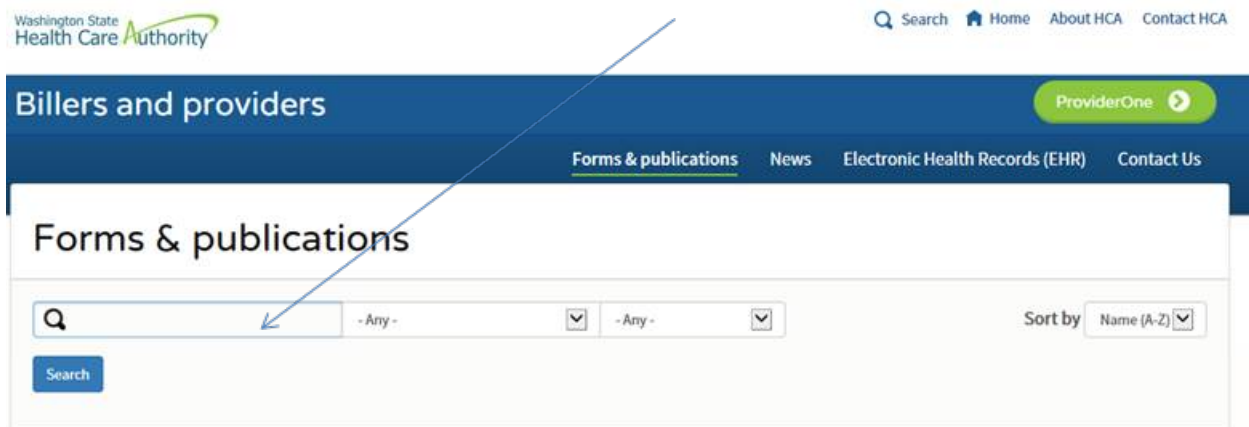 Washington State
Health Care Authority
Search Home About HCA Contact HCA
Billers and providers
ProviderOne
Forms & publications News Electronic Health Records (EHR) Contact Us
Forms & publications
- Any - - Any - Sort by Name (A-Z)
Search